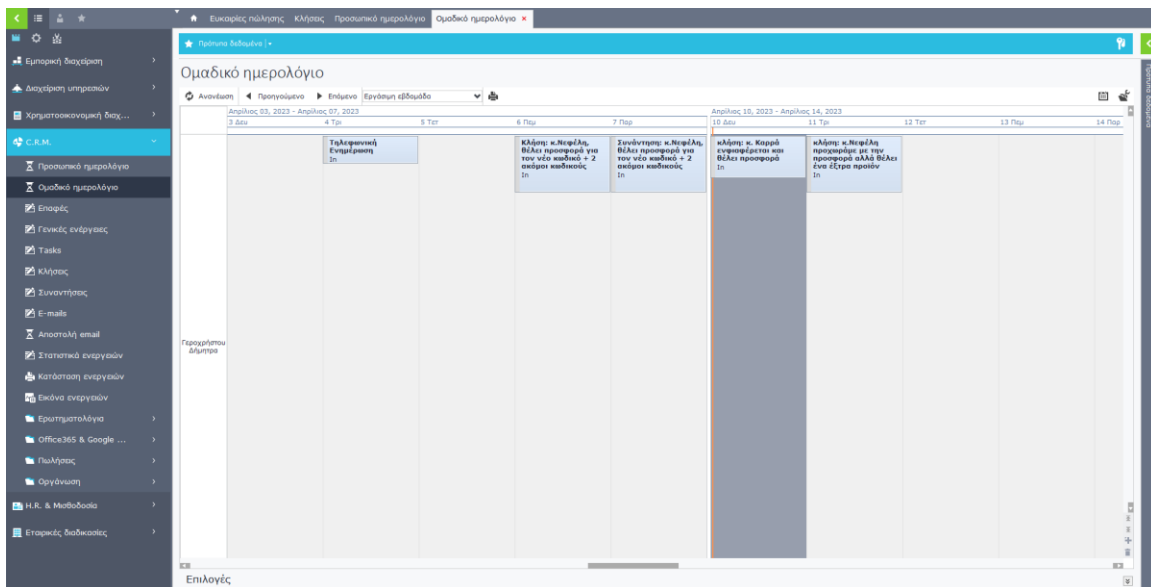 Ευκαιρίες πώλησης Κλήσεις Προσωπικό ημερολόγιο Ομαδικό ημερολόγιο
Πρότυπα δεδομένα
Εμπορική διαχείριση
Διαχείριση υπηρεσιών
Χρηματοοικονομική διαχ...
C.R.M.
Προσωπικό ημερολόγιο
Ομαδικό ημερολόγιο
Επαφές
Γενικές ενέργειες
Tasks
Κλήσεις
Συναντήσεις
E-mails
Αποστολή email
Στατιστικά ενεργειών
Κατάσταση ενεργειών
Εικόνα ενεργειών
Ερωτηματολόγια
Office365 & Google ...
Πωλήσεις
Οργάνωση
H.R. & Μισθοδοσία
Εταιρικές διαδικασίες
Ομαδικό ημερολόγιο
Ανανέωση Προηγούμενο Επόμενο Εργάσιμη εβδομάδα
Απρίλιος 03, 2023 - Απρίλιος 07, 2023 Απρίλιος 10, 2023 - Απρίλιος 14, 2023
3 Δευ 4 Τρι 5 Τετ 6 Πεμ 7 Παρ 10 Δευ 11 Τρι 12 Τετ 13 Πεμ 14 Παρ
Τηλεφωνική
Ενημέρωση
In
Κλήση: κ.Νεφέλη,
θέλει προσφορά για
τον νέο κωδικό + 2
ακόμοι κωδικούς
In
Συνάντηση: κ.Νεφέλη,
θέλει προσφορά για
τον νέο κωδικό + 2
ακόμοι κωδικούς
In
κλήση: κ. Καρρά
ενγιαφέρεται και
θέλει προσφορά
In
κλήση: κ.Νεφέλη
προχωράμε με την
προσφορά αλλά θέλει
ένα έξτρα προϊόν
In
Γεροχρήστου
Δήμητρα
Επιλογές
Πρότυπα δεδομένα